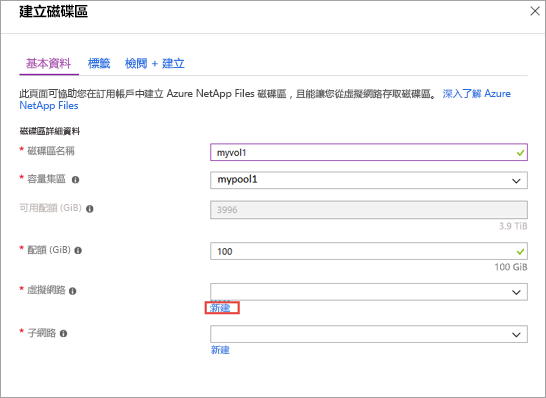 建立磁碟區
基本資料 標籤 檢閱 + 建立
此頁面可協助您在訂用帳戶中建立 Azure NetApp Files 磁碟區，且能讓您從虛擬網路存取磁碟區。 深入了解 Azure
NetApp Files
磁碟區詳細資料
* 磁碟區名稱 myvol1
* 容量集區 mypool1
可用配額 (GiB) 3996
3.9 TiB
* 配額 (GiB) 100
100 GiB
* 虛擬網路
新建
* 子網路
新建